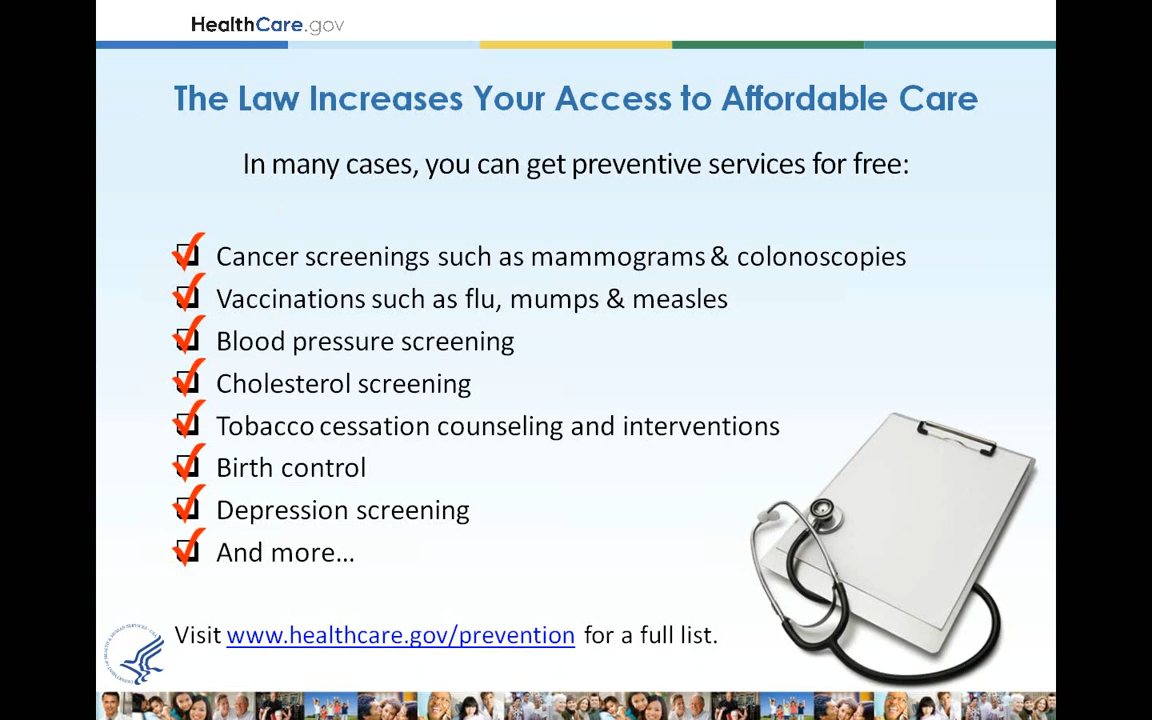 HealthCare.gov
The Law Increases Your Access to Affordable Care
In many cases, you can get preventive services for free:
Cancer screenings such as mammograms & colonoscopies
Vaccinations such as flu, mumps & measles
Blood pressure screening
Cholesterol screening
Tobacco cessation counseling and interventions
Birth control
Depression screening
And more…
Visit www.healthcare.gov/prevention for a full list.